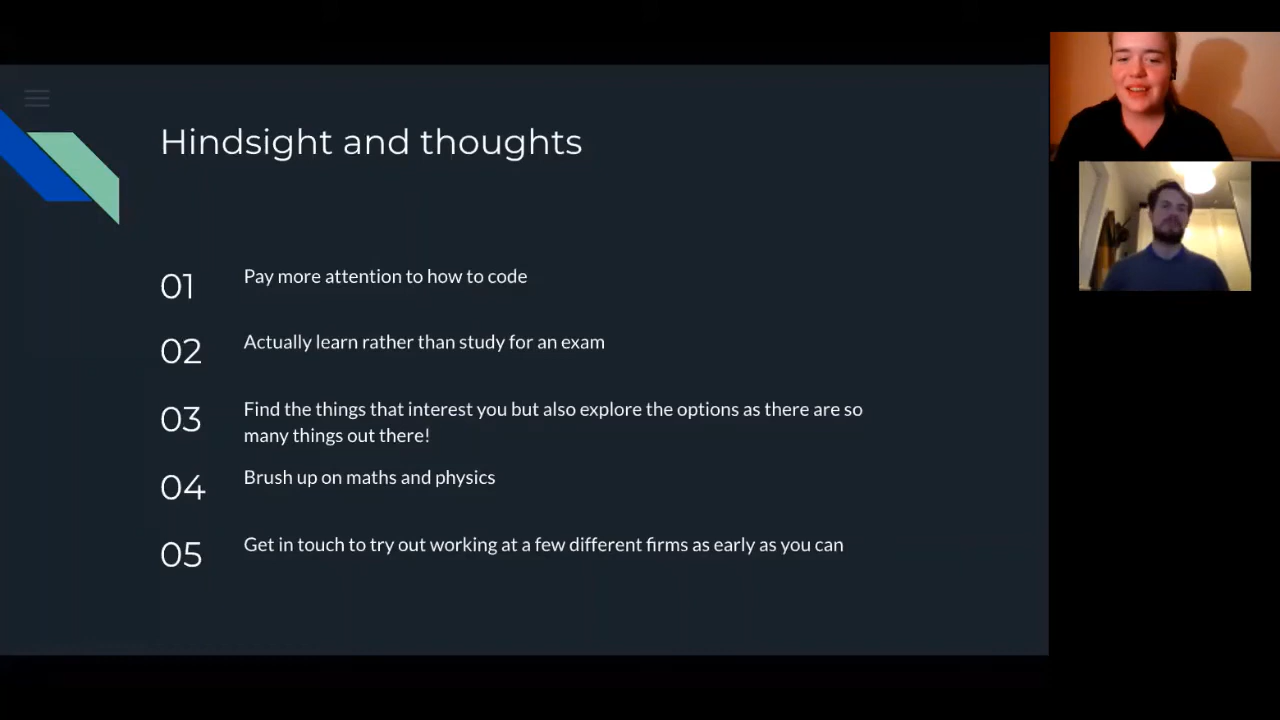 Hindsight and thoughts
01
Pay more attention to how to code
02
Actually learn rather than study for an exam
03
Find the things that interest you but also explore the options as there are so
many things out there!
04
Brush up on maths and physics
05
Get in touch to try out working at a few different firms as early as you can